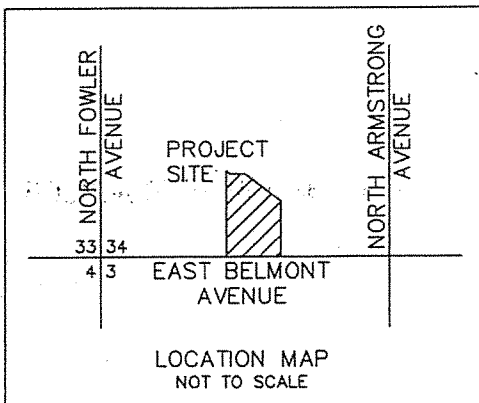 NORTH FOWLER
AVENUE
NORTH ARMSTRONG
AVENUE
PROJECT
SITE
33 34
4 3
EAST BELMONT
AVENUE
LOCATION MAP
NOT TO SCALE